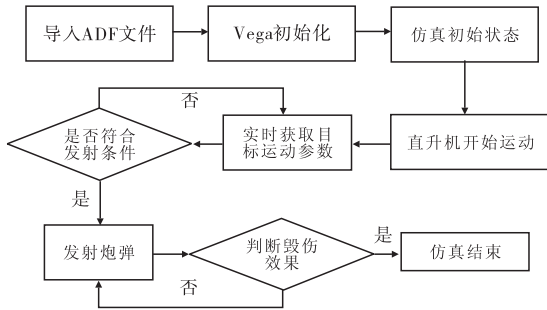 导入ADF文件
Vega初始化
仿真初始状态
否
是否符合
发射条件
实时获取目
标运动参数
直升机开始运动
是
发射炮弹
判断毁伤
效果
是
仿真结束
否